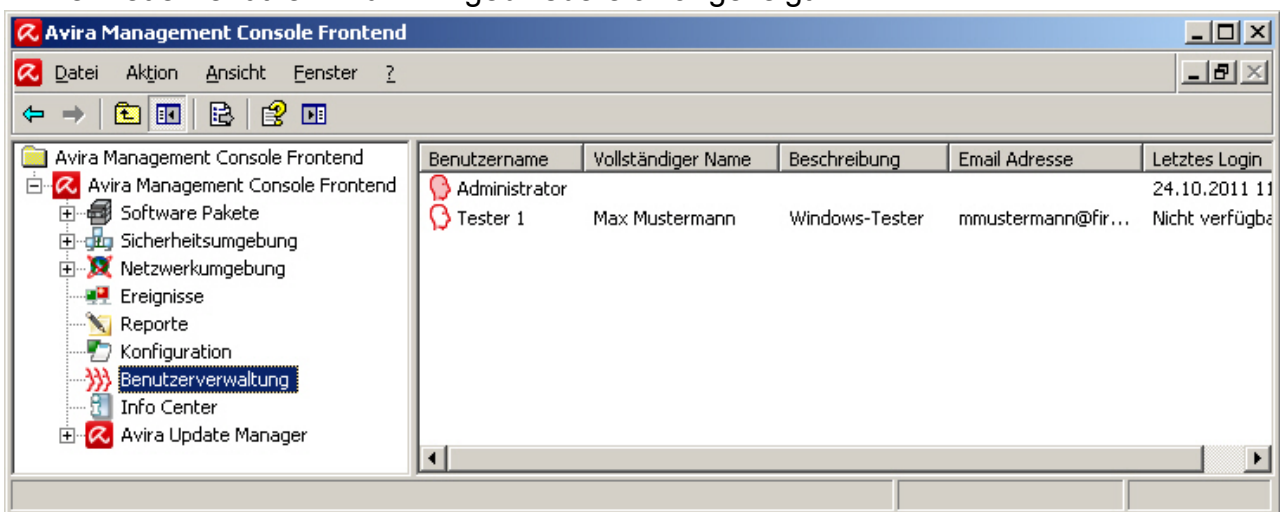 Avira Management Console Frontend
Datei Aktion Ansicht Fenster ?
Avira Management Console Frontend
Avira Management Console Frontend
Software Pakete
Sicherheitsumgebung
Netzwerkumgebung
Ereignisse
Reporte
Konfiguration
Benutzerverwaltung
Info Center
Avira Update Manager
Benutzername Vollständiger Name Beschreibung Email Adresse Letztes Login
Administrator 24.10.2011 11
Tester 1 Max Mustermann Windows-Tester mmustermann@fir... Nicht verfügba